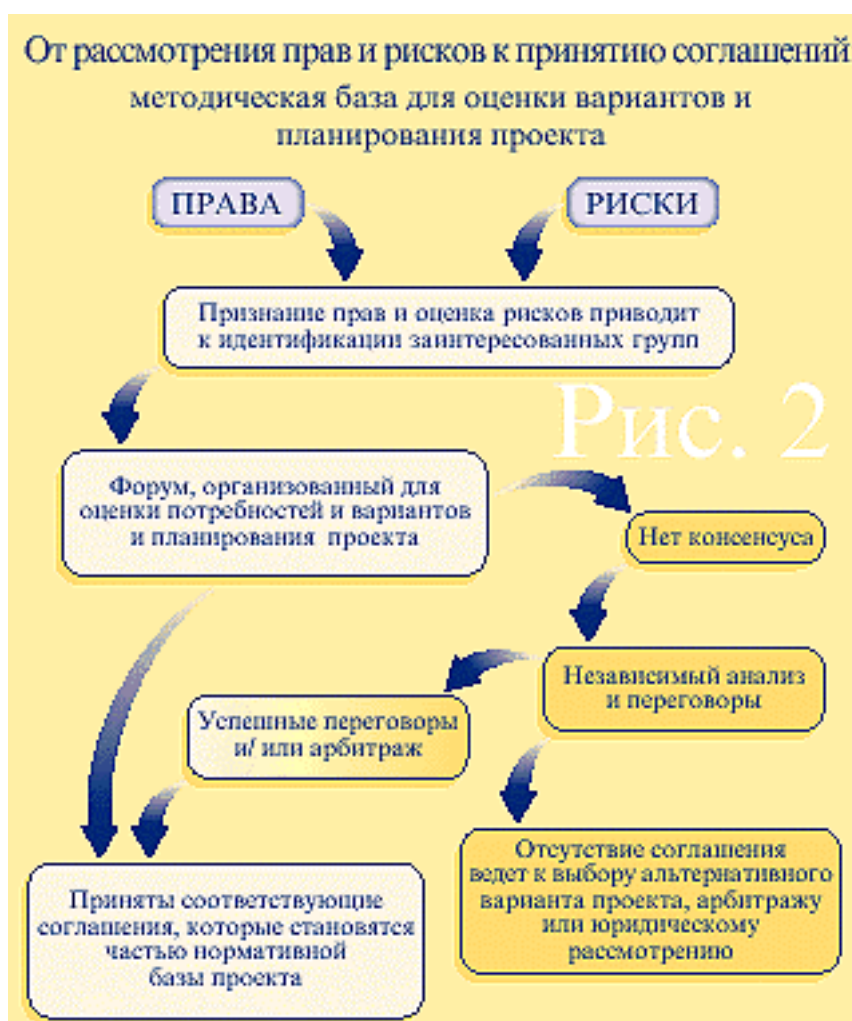 От рассмотрения прав и рисков к принятию соглашений
методическая база для оценки вариантов и
планирования проекта
ПРАВА
РИСКИ
Признание прав и оценка рисков приводит
к идентификации заинтересованных групп
Рис. 2
Форум, организованный для
оценки потребностей и вариантов
и планирования проекта
Нет консенсуса
Независимый анализ
и переговоры
Успешные переговоры
и/ или арбитраж
Отсутствие соглашения
ведет к выбору альтернативного
варианта проекта, арбитражу
или юридическому
рассмотрению
Приняты соответствующие
соглашения, которые становятся
частью нормативной
базы проекта